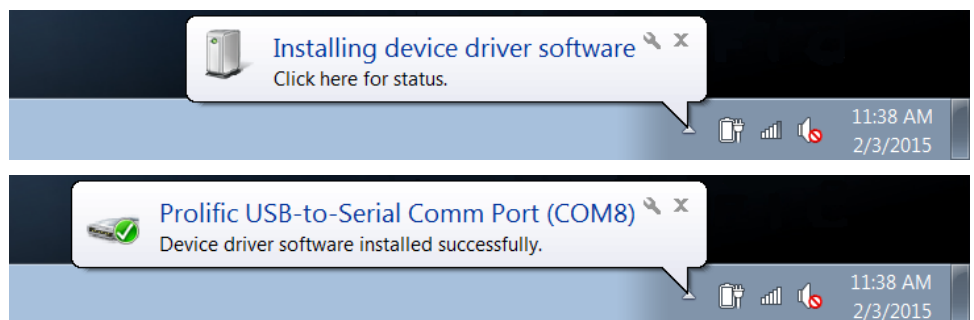 Installing device driver software
Click here for status.
11:38 AM
2/3/2015
Prolific USB-to-Serial Comm Port (COM8)
Device driver software installed successfully.
11:38 AM
2/3/2015